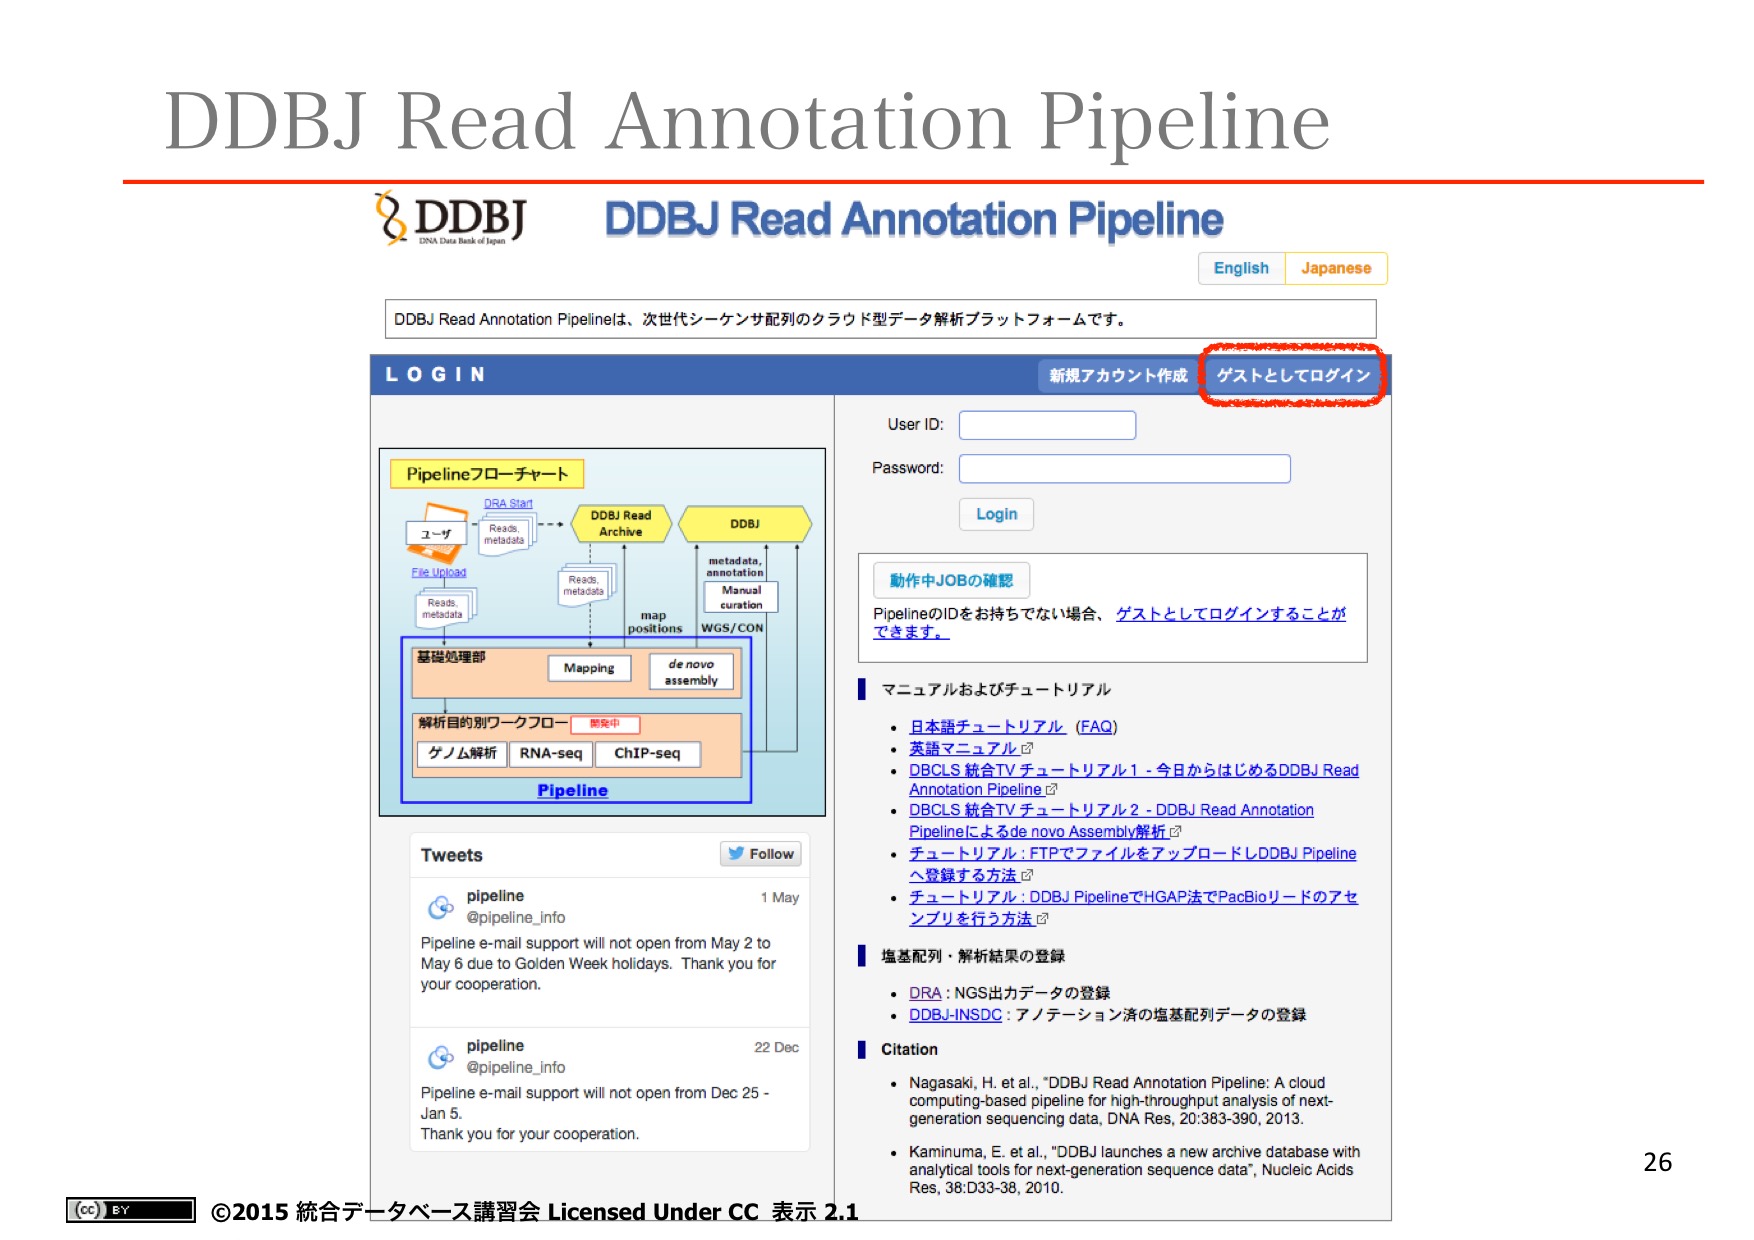 DDBJ Read Annotation Pipeline
DDBJ
DNA Data Bank of Japan
DDBJ Read Annotation Pipeline
English
Japanese
DDBJ Read Annotation Pipelineは、次世代シーケンサ配列のクラウド型データ解析プラットフォームです。
LOGIN
新規アカウント作成
ゲストとしてログイン
User ID:
Password:
Login
Pipelineフローチャート
DRA Start
ユーザ
Reads, metadata
DDBJ Read Archive
DDBJ
File Upload
Reads, metadata
Reads, metadata
metadata, annotation
Manual curation
map positions
WGS/CON
基礎処理部
Mapping
de novo assembly
解析目的別ワークフロー
開発中
ゲノム解析
RNA-seq
ChIP-seq
Pipeline
動作中JOBの確認
PipelineのIDをお持ちでない場合、 ゲストとしてログインすることが
できます。
マニュアルおよびチュートリアル
• 日本語チュートリアル (FAQ)
• 英語マニュアル
• DBCLS 統合TV チュートリアル1 - 今日からはじめるDDBJ Read
Annotation Pipeline
• DBCLS 統合TV チュートリアル2 - DDBJ Read Annotation
Pipelineによるde novo Assembly解析
• チュートリアル : FTPでファイルをアップロードしDDBJ Pipeline
へ登録する方法
• チュートリアル : DDBJ PipelineでHGAP法でPacBioリードのアセ
ンブリを行う方法
塩基配列・解析結果の登録
• DRA : NGS出力データの登録
• DDBJ-INSDC : アノテーション済の塩基配列データの登録
Citation
• Nagasaki, H. et al., "DDBJ Read Annotation Pipeline: A cloud
computing-based pipeline for high-throughput analysis of next-
generation sequencing data, DNA Res, 20:383-390, 2013.
• Kaminuma, E. et al., "DDBJ launches a new archive database with
analytical tools for next-generation sequence data", Nucleic Acids
Res, 38:D33-38, 2010.
Tweets
Follow
pipeline
1 May
@pipeline_info
Pipeline e-mail support will not open from May 2 to
May 6 due to Golden Week holidays. Thank you for
your cooperation.
pipeline
22 Dec
@pipeline_info
Pipeline e-mail support will not open from Dec 25 -
Jan 5.
Thank you for your cooperation.
26
(cc) BY
©2015 統合データベース講習会 Licensed Under CC 表示 2.1